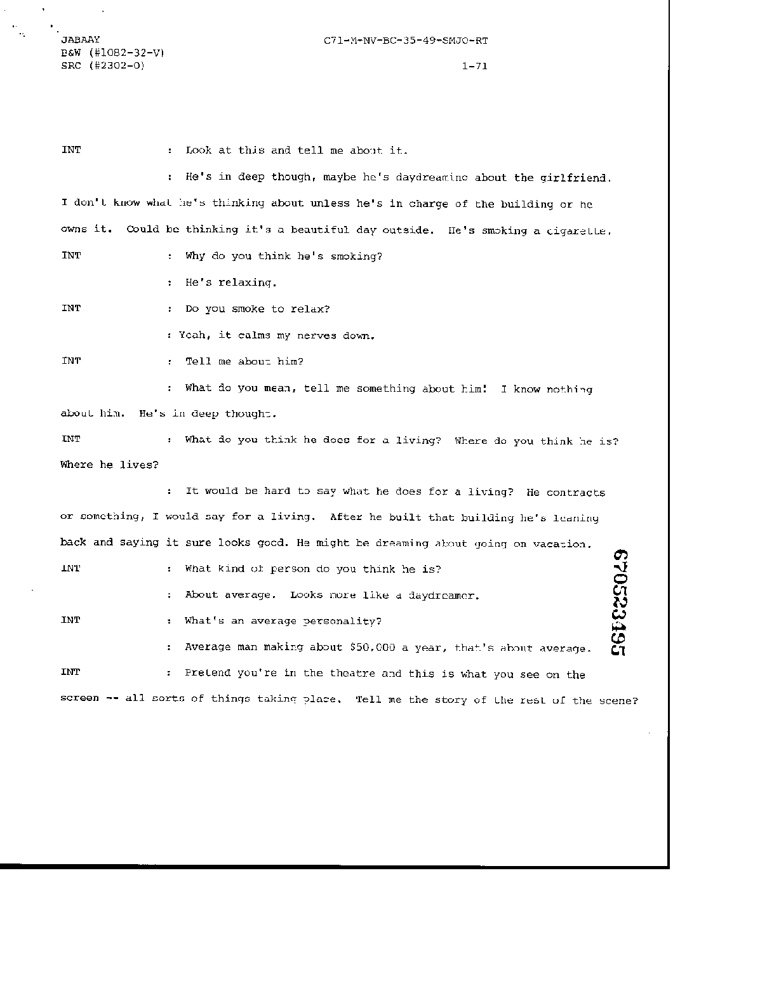 JABAAY C71-M-NV-BC-35-49-SMJO-RT
B&W (#1082-32-V)
SRC (#2302-0) 1-71
INT : Look at this and tell me about it.
: He's in deep though, maybe he's daydreaming about the girlfriend.
I don't know what he's thinking about unless he's in charge of the building or he
owns it. Could be thinking it's a beautiful day outside. He's smoking a cigarette.
INT : Why do you think he's smoking?
: He's relaxing.
INT : Do you smoke to relax?
: Yeah, it calms my nerves down.
INT : Tell me about him?
: What do you mean, tell me something about him! I know nothing
about him. He's in deep thought.
INT : What do you think he does for a living? Where do you think he is?
Where he lives?
: It would be hard to say what he does for a living? He contracts
or something, I would say for a living. After he built that building he's leaning
back and saying it sure looks good. He might be dreaming about going on vacation.
INT : What kind of person do you think he is?
: About average. Looks more like a daydreamer.
INT : What's an average personality?
: Average man making about $50,000 a year, that's about average.
INT : Pretend you're in the theatre and this is what you see on the
screen -- all sorts of things taking place. Tell me the story of the rest of the scene?
670523495